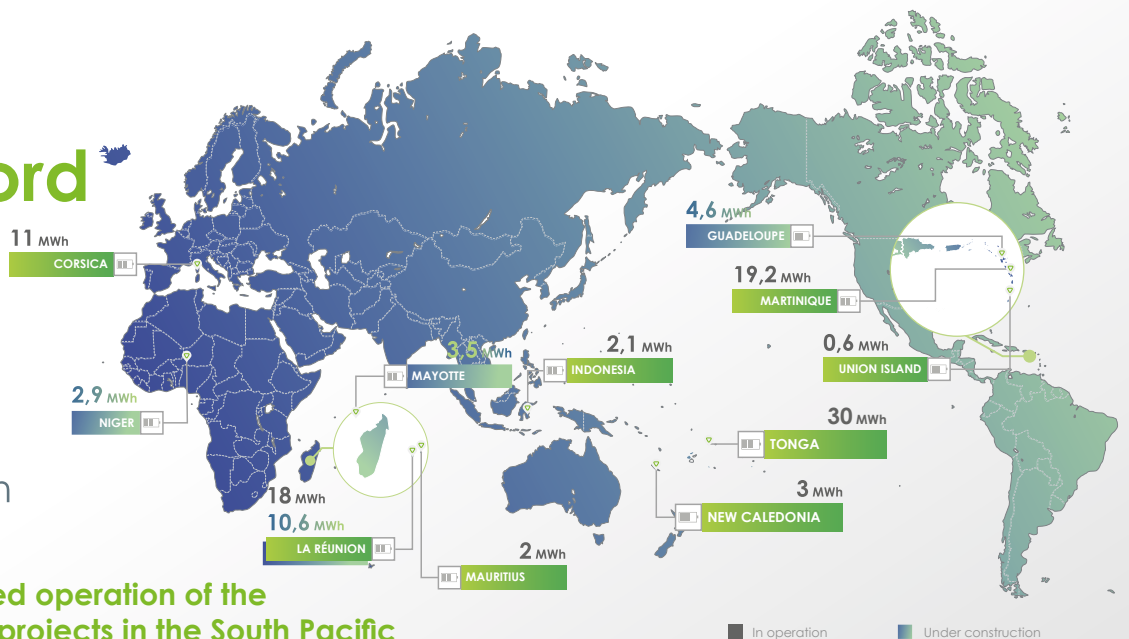 ord
11 MWh
CORSICA
4,6 MWh
GUADELOUPE
19,2 MWh
MARTINIQUE
0,6 MWh
UNION ISLAND
3,5 MWh
MAYOTTE
2,1 MWh
INDONESIA
2,9 MWh
NIGER
30 MWh
TONGA
3 MWh
NEW CALEDONIA
18 MWh
10,6 MWh
LA RÉUNION
2 MWh
MAURITIUS
n
ed operation of the
projects in the South Pacific
In operation
Under construction